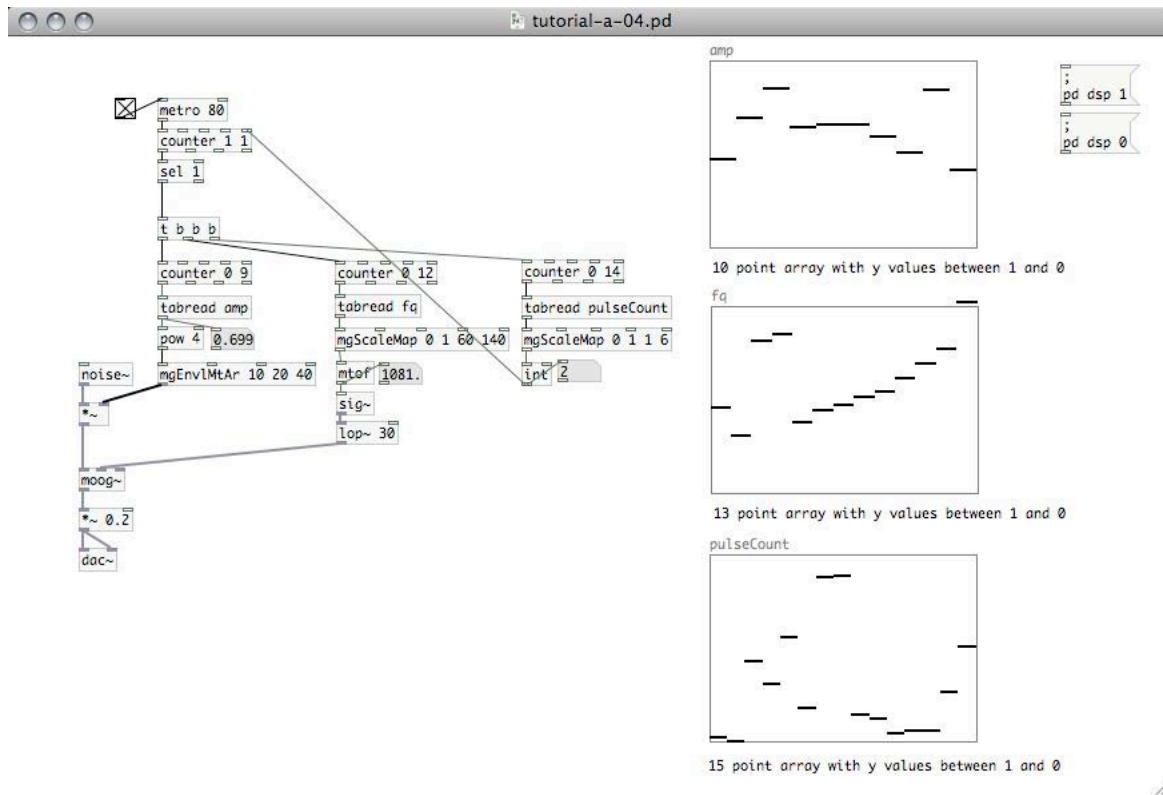 tutorial-a-04.pd
metro 80
counter 1 1
sel 1
t b b b
counter 0 9
tabread amp
pow 4
0.699
mgEnvlMtAr 10 20 40
noise~
*~
moog~
*~ 0.2
dac~
counter 0 12
tabread fq
mgScaleMap 0 1 60 140
mtof
1081.
sig~
lop~ 30
counter 0 14
tabread pulseCount
mgScaleMap 0 1 1 6
int
2
amp
10 point array with y values between 1 and 0
fq
13 point array with y values between 1 and 0
pulseCount
15 point array with y values between 1 and 0
;
pd dsp 1
;
pd dsp 0